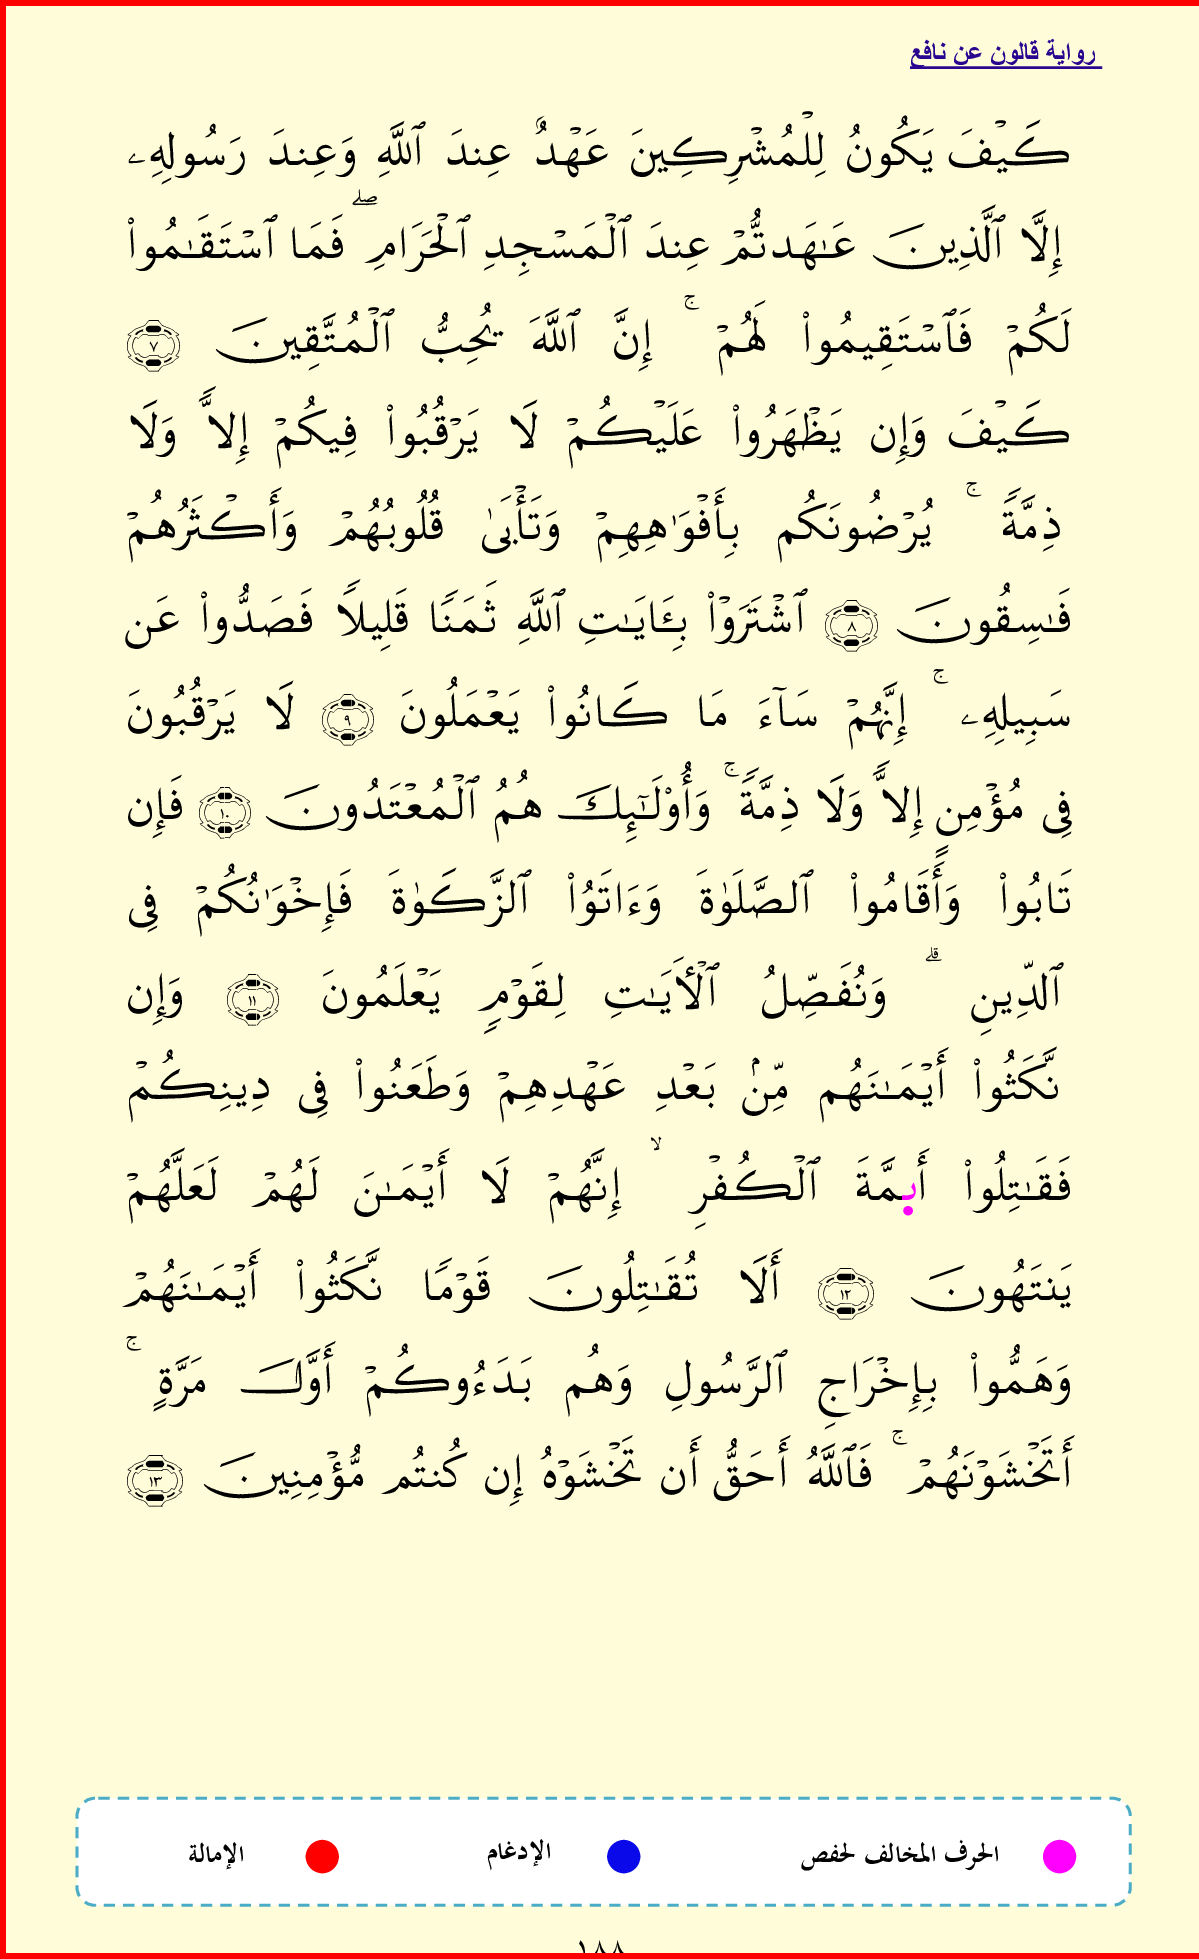 رواية قالون عن نافع
كَيْفَ يَكُونُ لِلْمُشْرِكِينَ عَهْدٌ عِندَ ٱللَّهِ وَعِندَ رَسُولِهِۦ
إِلَّا ٱلَّذِينَ عَـٰهَدتُّمْ عِندَ ٱلْمَسْجِدِ ٱلْحَرَامِ ۖ فَمَا ٱسْتَقَـٰمُوا۟
لَكُمْ فَٱسْتَقِيمُوا۟ لَهُمْ ۚ إِنَّ ٱللَّهَ يُحِبُّ ٱلْمُتَّقِينَ ٧
كَيْفَ وَإِن يَظْهَرُوا۟ عَلَيْكُمْ لَا يَرْقُبُوا۟ فِيكُمْ إِلًّا وَلَا
ذِمَّةً ۚ يُرْضُونَكُم بِأَفْوَٰهِهِمْ وَتَأْبَىٰ قُلُوبُهُمْ وَأَكْثَرُهُمْ
فَـٰسِقُونَ ٨ ٱشْتَرَوْا۟ بِـَٔايَـٰتِ ٱللَّهِ ثَمَنًا قَلِيلًا فَصَدُّوا۟ عَن
سَبِيلِهِۦ ۚ إِنَّهُمْ سَآءَ مَا كَانُوا۟ يَعْمَلُونَ ٩ لَا يَرْقُبُونَ
فِى مُؤْمِنٍ إِلًّا وَلَا ذِمَّةً ۚ وَأُو۟لَـٰٓئِكَ هُمُ ٱلْمُعْتَدُونَ ١٠ فَإِن
تَابُوا۟ وَأَقَامُوا۟ ٱلصَّلَوٰةَ وَءَاتَوُا۟ ٱلزَّكَوٰةَ فَإِخْوَٰنُكُمْ فِى
ٱلدِّينِ ۗ وَنُفَصِّلُ ٱلْأَيَـٰتِ لِقَوْمٍ يَعْلَمُونَ ١١ وَإِن
نَّكَثُوا۟ أَيْمَـٰنَهُم مِّنۢ بَعْدِ عَهْدِهِمْ وَطَعَنُوا۟ فِى دِينِكُمْ
فَقَـٰتِلُوا۟ أَيِمَّةَ ٱلْكُفْرِ ۙ إِنَّهُمْ لَا أَيْمَـٰنَ لَهُمْ لَعَلَّهُمْ
يَنتَهُونَ ١٢ أَلَا تُقَـٰتِلُونَ قَوْمًا نَّكَثُوا۟ أَيْمَـٰنَهُمْ
وَهَمُّوا۟ بِإِخْرَاجِ ٱلرَّسُولِ وَهُم بَدَءُوكُمْ أَوَّلَ مَرَّةٍ ۚ
أَتَخْشَوْنَهُمْ ۚ فَٱللَّهُ أَحَقُّ أَن تَخْشَوْهُ إِن كُنتُم مُّؤْمِنِينَ ١٣
الحرف المخالف لحفص الإدغام الإمالة
١٨٨